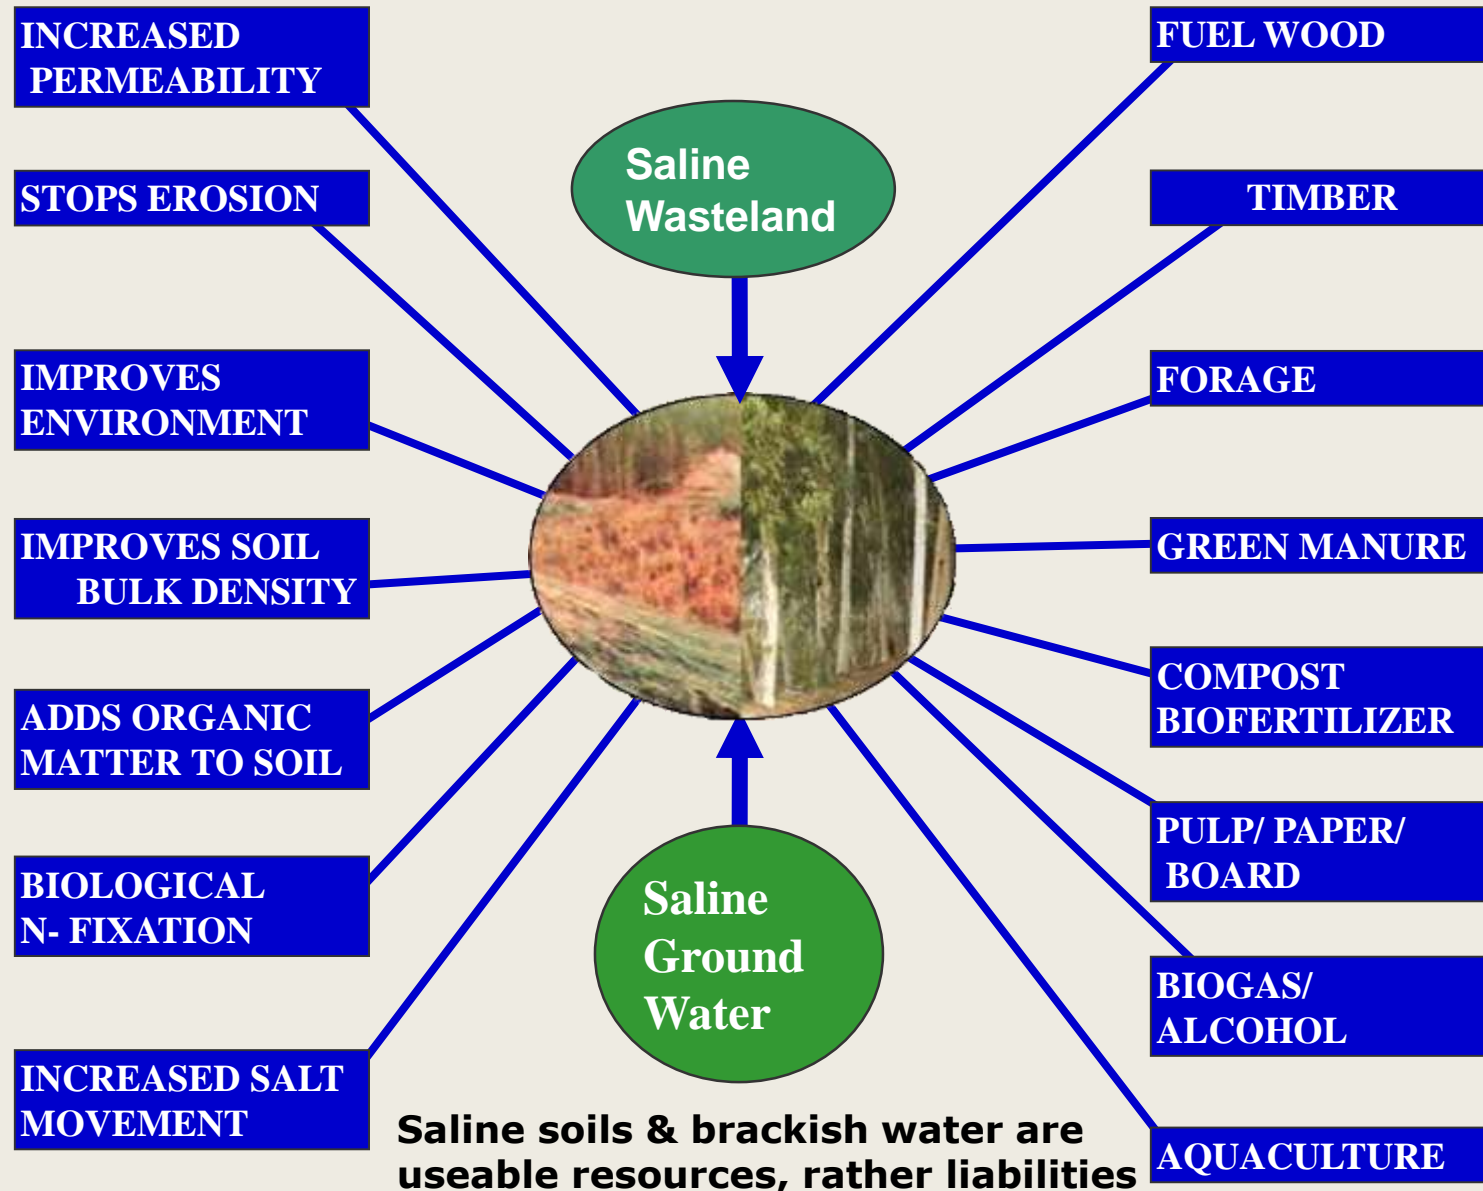 INCREASED
PERMEABILITY
STOPS EROSION
IMPROVES
ENVIRONMENT
IMPROVES SOIL
BULK DENSITY
ADDS ORGANIC
MATTER TO SOIL
BIOLOGICAL
N- FIXATION
INCREASED SALT
MOVEMENT
Saline
Wasteland
Saline
Ground
Water
Saline soils & brackish water are
useable resources, rather liabilities
FUEL WOOD
TIMBER
FORAGE
GREEN MANURE
COMPOST
BIOFERTILIZER
PULP/ PAPER/
BOARD
BIOGAS/
ALCOHOL
AQUACULTURE